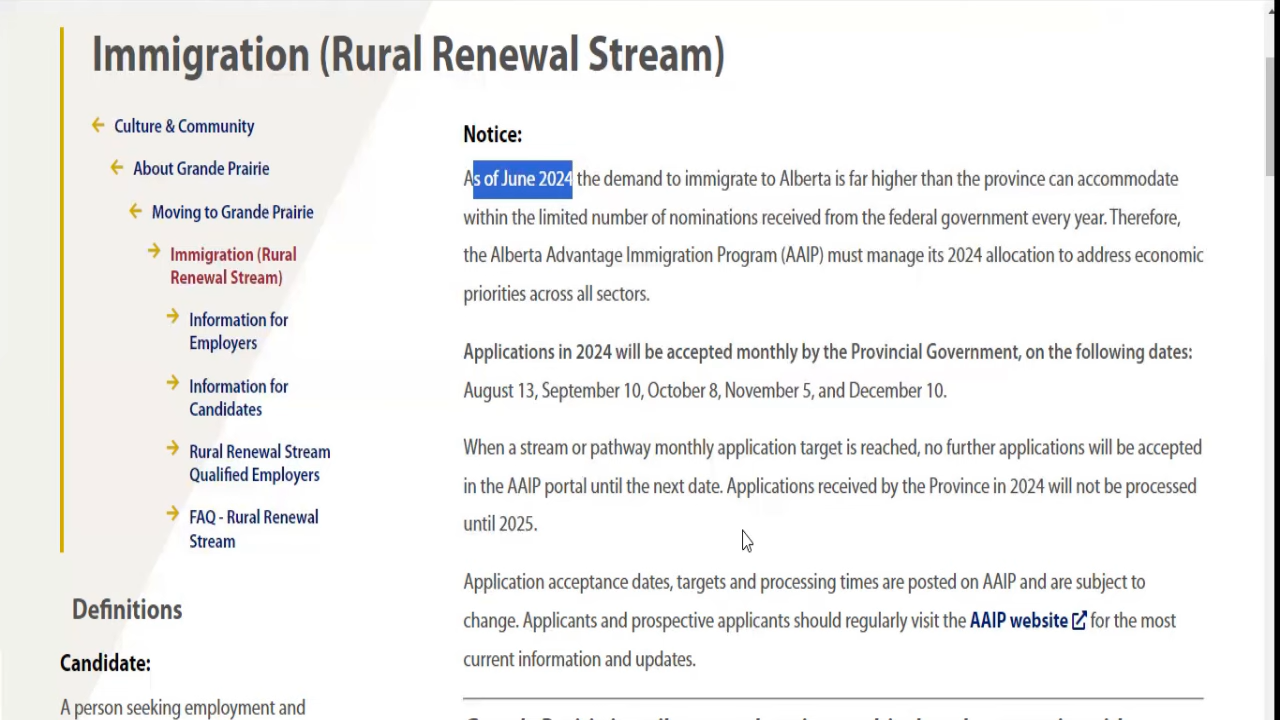 Immigration (Rural Renewal Stream)
Culture & Community
About Grande Prairie
Moving to Grande Prairie
Immigration (Rural
Renewal Stream)
Information for
Employers
Information for
Candidates
Rural Renewal Stream
Qualified Employers
FAQ - Rural Renewal
Stream
Definitions
Candidate:
A person seeking employment and
Notice:
As of June 2024 the demand to immigrate to Alberta is far higher than the province can accommodate
within the limited number of nominations received from the federal government every year. Therefore,
the Alberta Advantage Immigration Program (AAIP) must manage its 2024 allocation to address economic
priorities across all sectors.
Applications in 2024 will be accepted monthly by the Provincial Government, on the following dates:
August 13, September 10, October 8, November 5, and December 10.
When a stream or pathway monthly application target is reached, no further applications will be accepted
in the AAIP portal until the next date. Applications received by the Province in 2024 will not be processed
until 2025.
Application acceptance dates, targets and processing times are posted on AAIP and are subject to
change. Applicants and prospective applicants should regularly visit the AAIP website for the most
current information and updates.